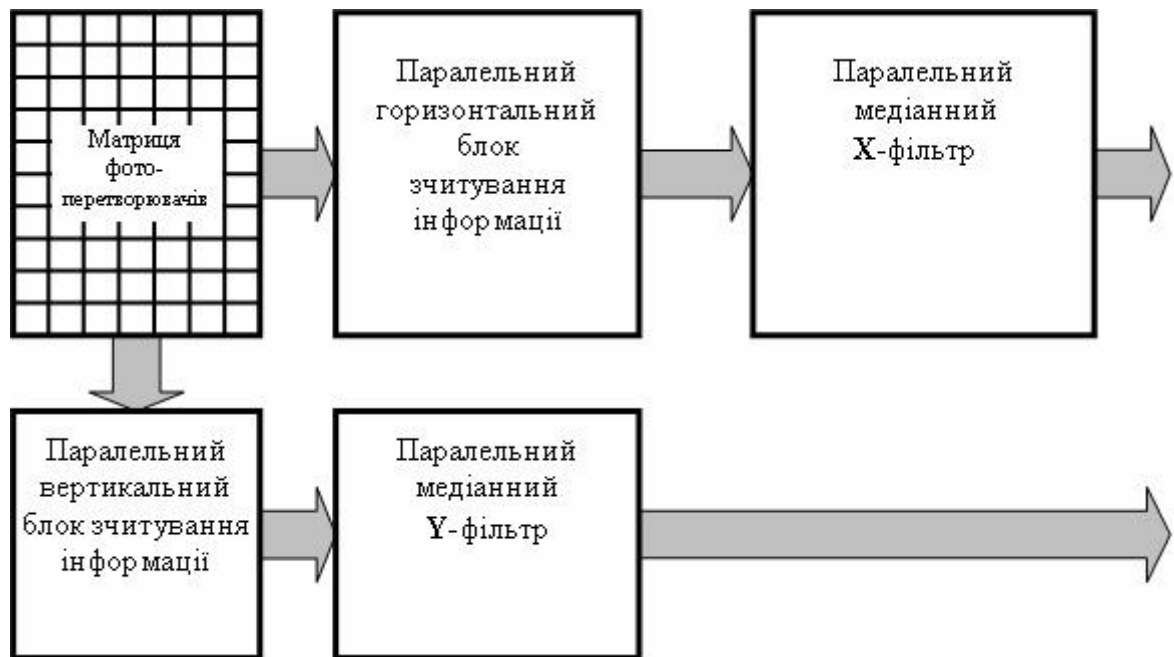 Матриця
фото-
перетворювачів
Паралельний
горизонтальний
блок
зчитування
інформації
Паралельний
медіанний
X-фільтр
Паралельний
вертикальний
блок зчитування
інформації
Паралельний
медіанний
Y-фільтр